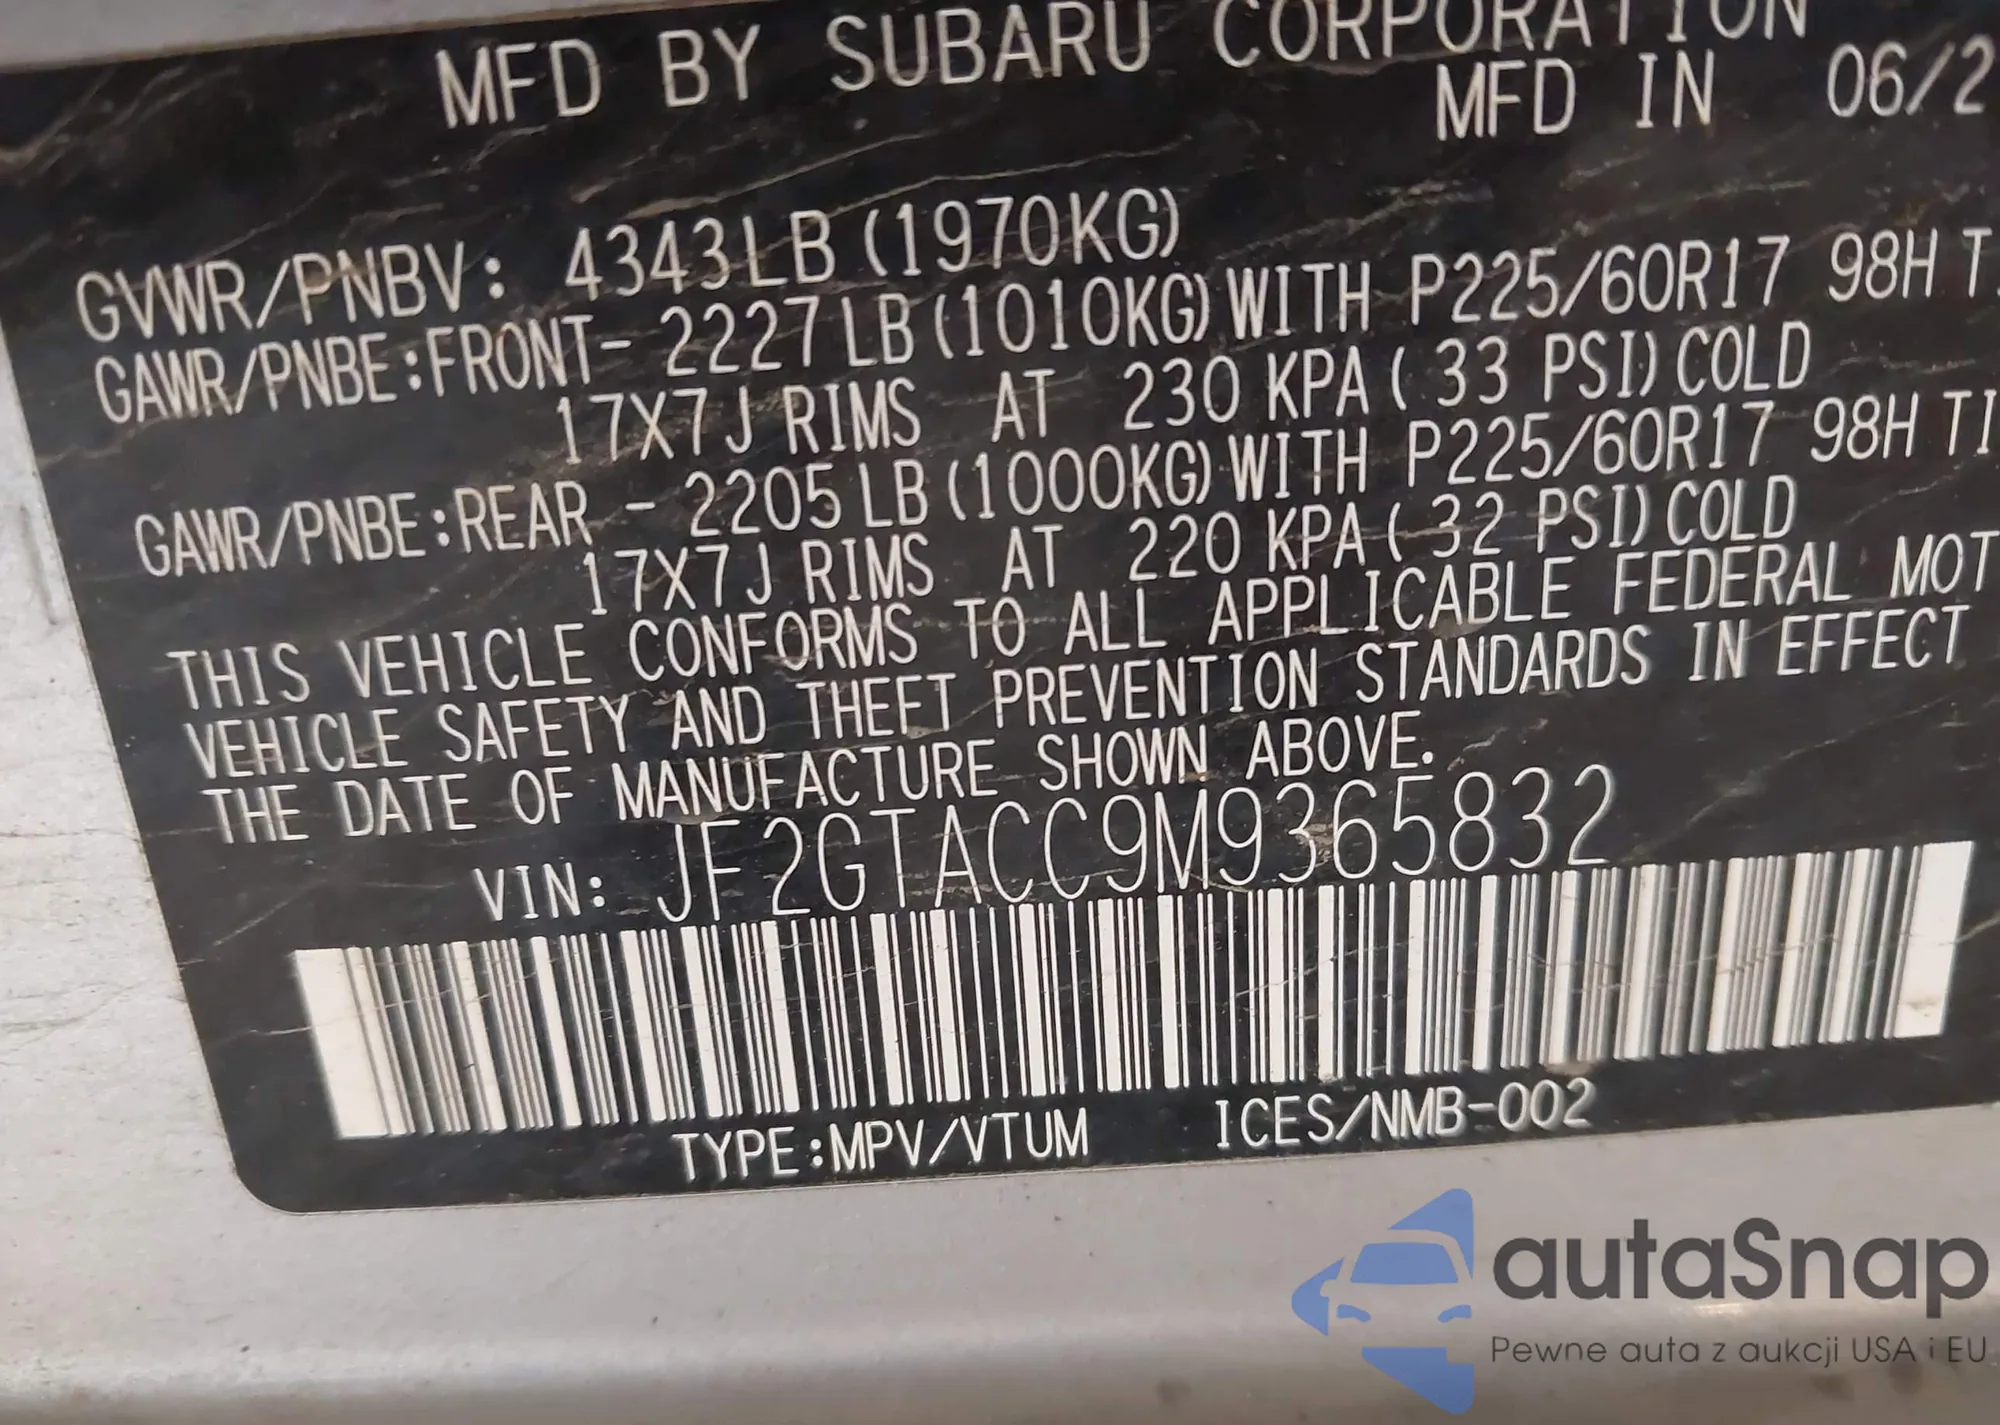 MFD BY SUBARU CORPORATION
MFD IN 06/2
GVWR/PNBV: 4343LB (1970KG)
GAWR/PNBE:FRONT- 2227LB (1010KG) WITH P225/60R17 98H
17X7J RIMS AT 230 KPA ( 33 PSI) COLD
GAWR/PNBE:REAR - 2205LB (1000KG) WITH P225/60R17 98H
17X7J RIMS AT 220 KPA ( 32 PSI) COLD
THIS VEHICLE CONFORMS TO ALL APPLICABLE FEDERAL MOT
VEHICLE SAFETY AND THEFT PREVENTION STANDARDS IN EFFECT
THE DATE OF MANUFACTURE SHOWN ABOVE.
VIN: JF2GTACC9M9365832
TYPE:MPV/VTUM ICES/NMB-002
autaSnap
Pewne auta z aukcji USA i EU